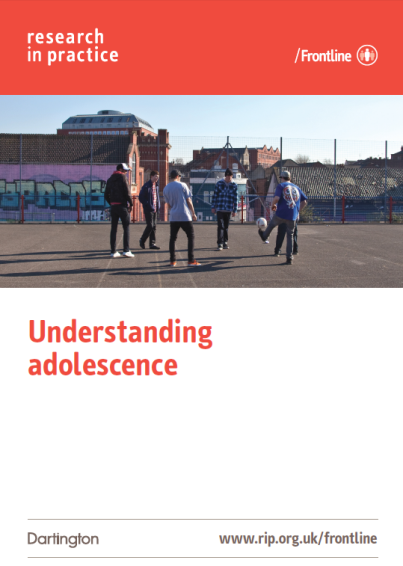 research
in practice
/Frontline
Understanding
adolescence
Dartington
www.rip.org.uk/frontline